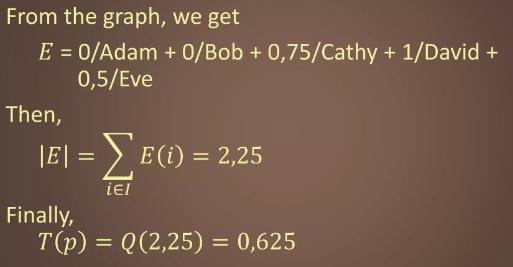 From the graph, we get
E = 0/Adam + 0/Bob + 0,75/Cathy + 1/David +
0,5/Eve
Then,
|E| = ∑ E(i) = 2,25
i∈I
Finally,
T(p) = Q(2,25) = 0,625